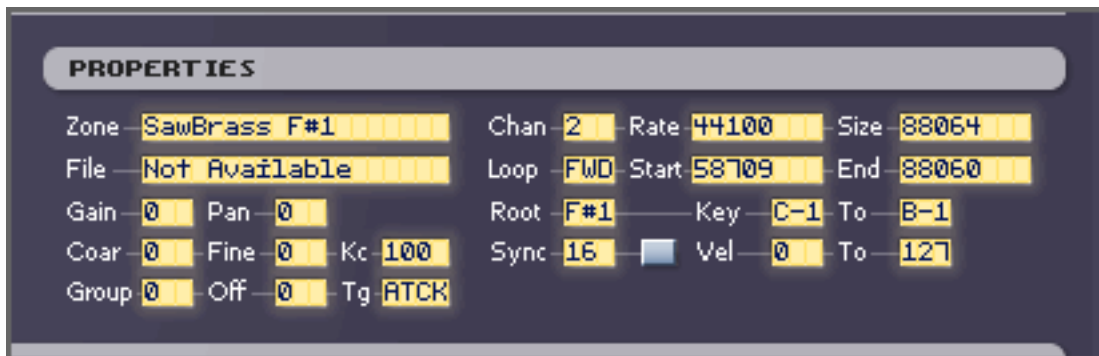 PROPERTIES
Zone SawBrass F#1 Chan 2 Rate 44100 Size 88064
File Not Available Loop FWD Start 58709 End 88060
Gain 0 Pan 0 Root F#1 Key C-1 To B-1
Coar 0 Fine 0 Kc 100 Sync 16 Vel 0 To 127
Group 0 Off 0 Tg ATCK